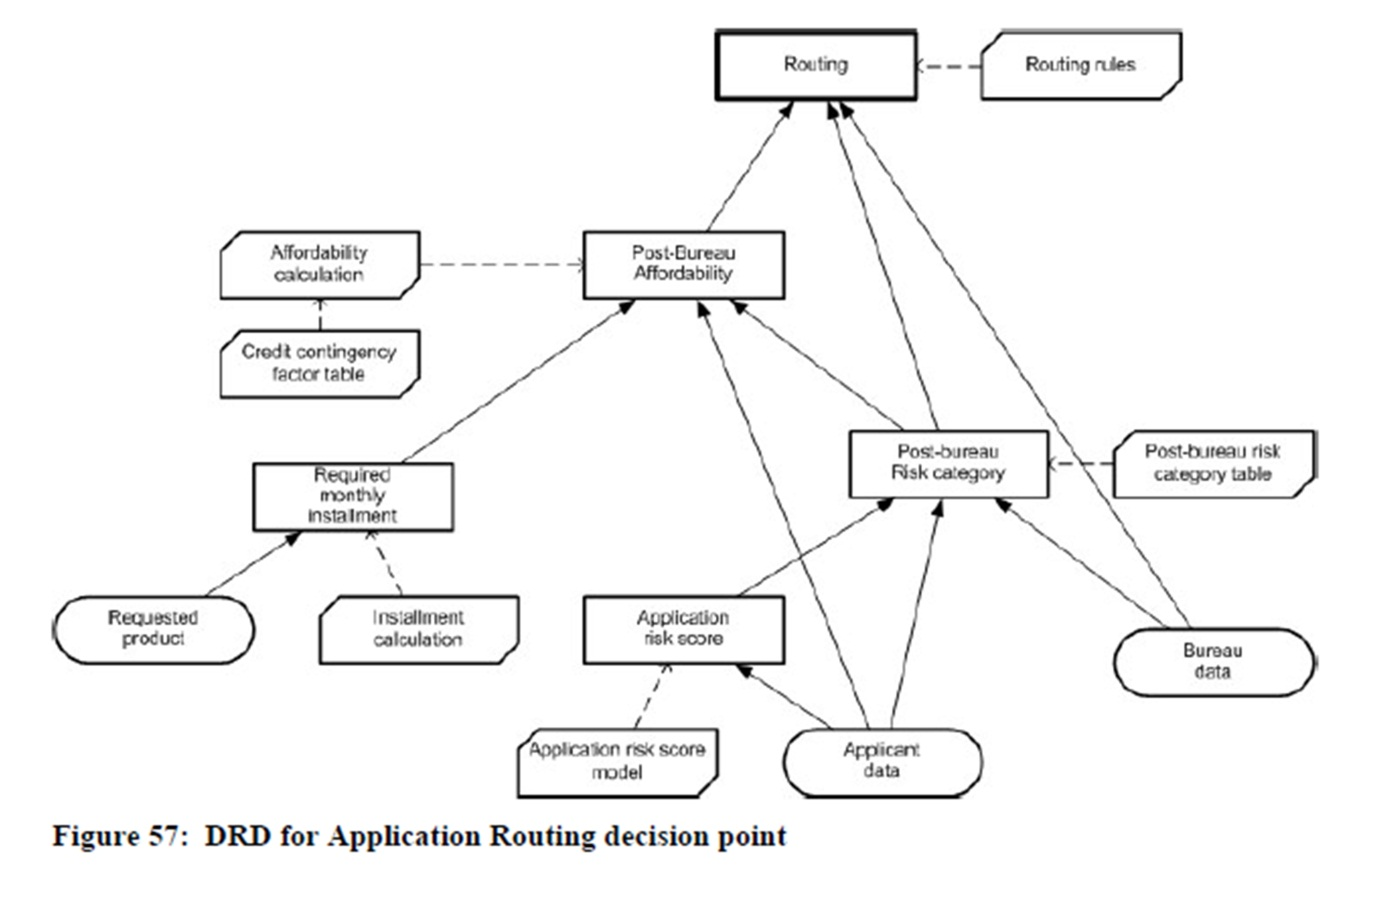 Routing
Routing rules
Affordability
calculation
Post-Bureau
Affordability
Credit contingency
factor table
Post-bureau
Risk category
Post-bureau risk
category table
Required
monthly
installment
Requested
product
Installment
calculation
Application
risk score
Bureau
data
Application risk score
model
Applicant
data
Figure 57:  DRD for Application Routing decision point